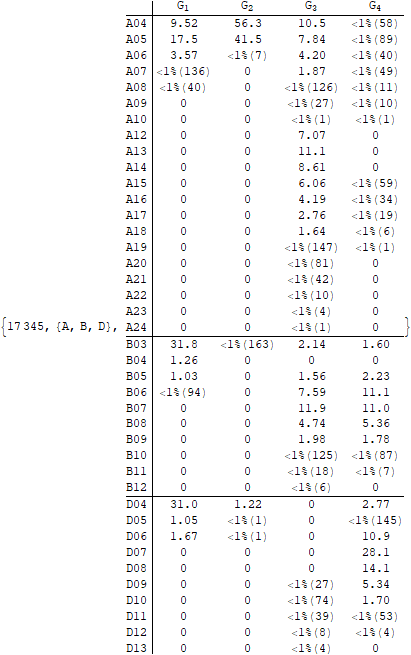 G1 G2 G3 G4
A04 9.52 56.3 10.5 <1%(58)
A05 17.5 41.5 7.84 <1%(89)
A06 3.57 <1%(7) 4.20 <1%(40)
A07 <1%(136) 0 1.87 <1%(49)
A08 <1%(40) 0 <1%(126) <1%(11)
A09 0 0 <1%(27) <1%(10)
A10 0 0 <1%(1) <1%(1)
A12 0 0 7.07 0
A13 0 0 11.1 0
A14 0 0 8.61 0
A15 0 0 6.06 <1%(59)
A16 0 0 4.19 <1%(34)
A17 0 0 2.76 <1%(19)
A18 0 0 1.64 <1%(6)
A19 0 0 <1%(147) <1%(1)
A20 0 0 <1%(81) 0
A21 0 0 <1%(42) 0
A22 0 0 <1%(10) 0
A23 0 0 <1%(4) 0
{17345, {A, B, D}, A24 0 0 <1%(1) 0 }
B03 31.8 <1%(163) 2.14 1.60
B04 1.26 0 0 0
B05 1.03 0 1.56 2.23
B06 <1%(94) 0 7.59 11.1
B07 0 0 11.9 11.0
B08 0 0 4.74 5.36
B09 0 0 1.98 1.78
B10 0 0 <1%(125) <1%(87)
B11 0 0 <1%(18) <1%(7)
B12 0 0 <1%(6) 0
D04 31.0 1.22 0 2.77
D05 1.05 <1%(1) 0 <1%(145)
D06 1.67 <1%(1) 0 10.9
D07 0 0 0 28.1
D08 0 0 0 14.1
D09 0 0 <1%(27) 5.34
D10 0 0 <1%(74) 1.70
D11 0 0 <1%(39) <1%(53)
D12 0 0 <1%(8) <1%(4)
D13 0 0 <1%(4) 0